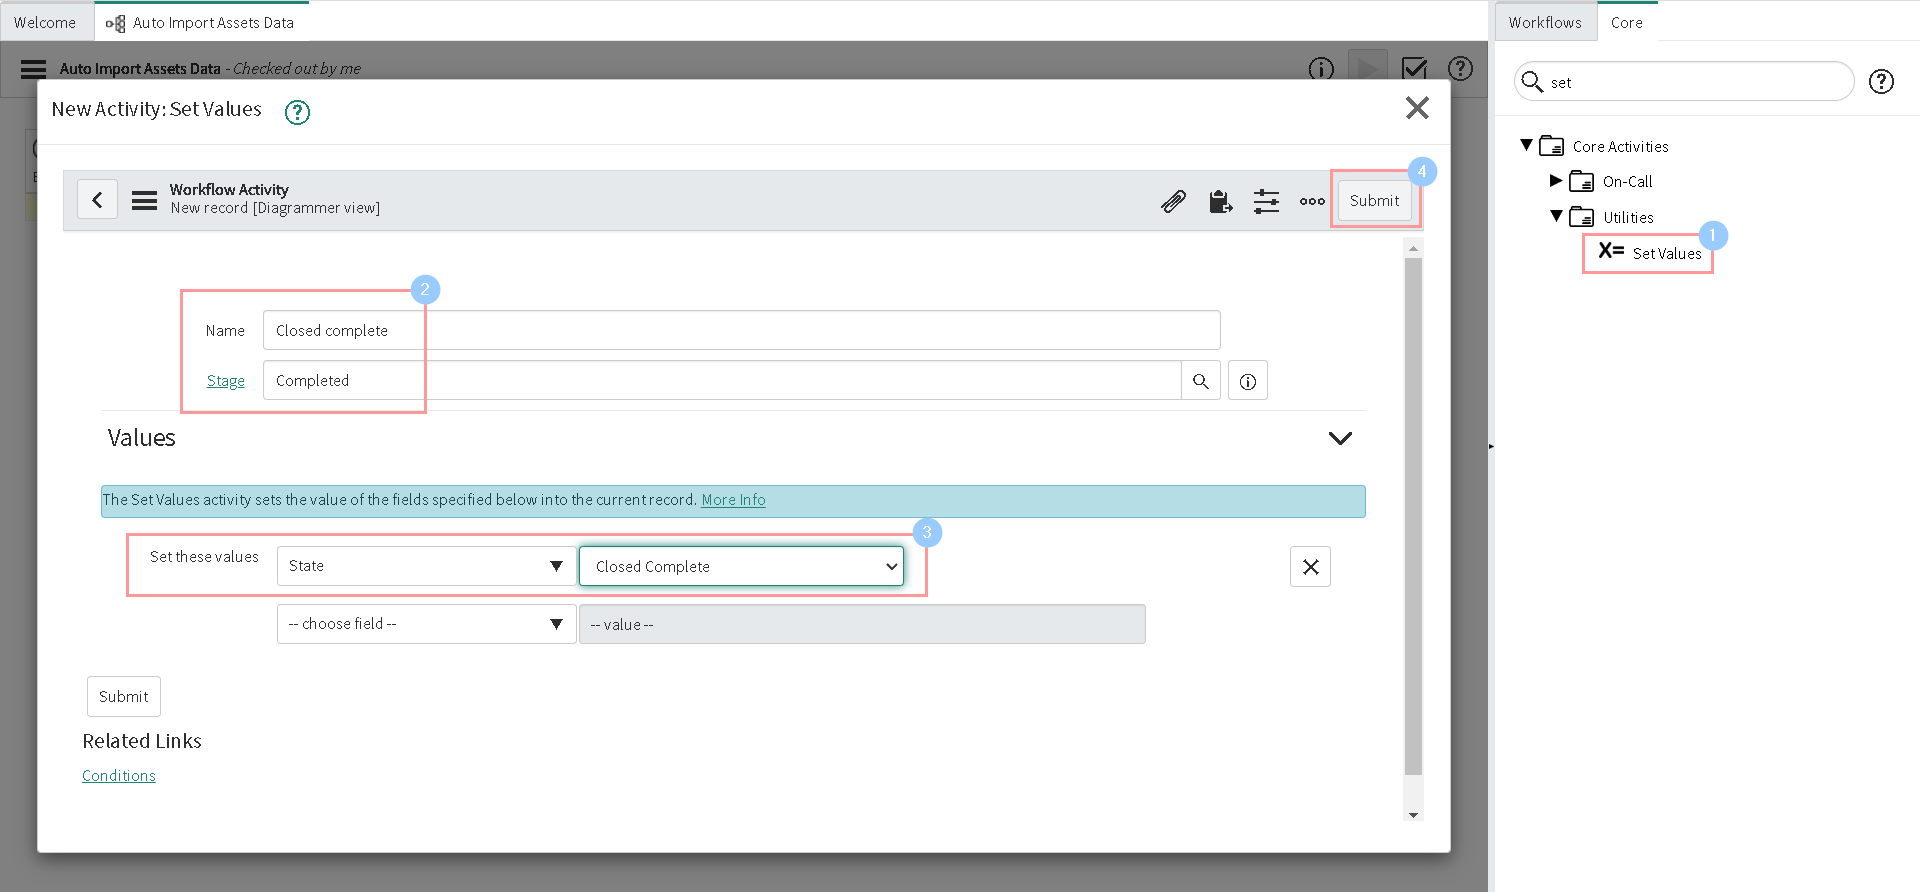 Welcome
Auto Import Assets Data
Workflows
Core
Auto Import Assets Data - Checked out by me
set
New Activity: Set Values
Core Activities
On-Call
Utilities
1
Set Values
Workflow Activity
New record [Diagrammer view]
Submit
4
2
Name
Closed complete
Stage
Completed
Values
The Set Values activity sets the value of the fields specified below into the current record. More Info
3
Set these values
State
Closed Complete
-- choose field --
-- value --
Submit
Related Links
Conditions